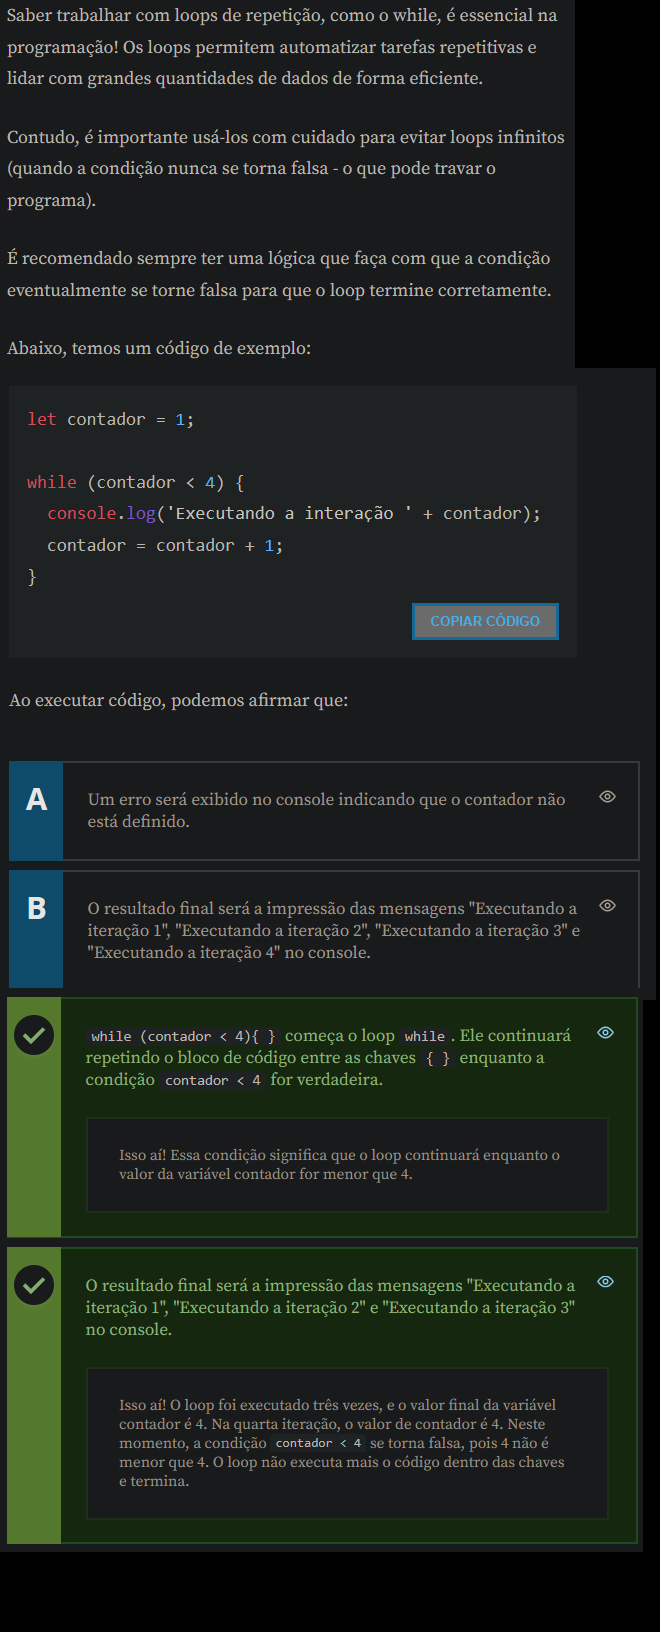 Saber trabalhar com loops de repetição, como o while, é essencial na
programação! Os loops permitem automatizar tarefas repetitivas e
lidar com grandes quantidades de dados de forma eficiente.
Contudo, é importante usá-los com cuidado para evitar loops infinitos
(quando a condição nunca se torna falsa - o que pode travar o
programa).
É recomendado sempre ter uma lógica que faça com que a condição
eventualmente se torne falsa para que o loop termine corretamente.
Abaixo, temos um código de exemplo:
let contador = 1;
while (contador < 4) {
console.log('Executando a interação ' + contador);
contador = contador + 1;
}
COPIAR CÓDIGO
Ao executar código, podemos afirmar que:
A
Um erro será exibido no console indicando que o contador não
está definido.
B
O resultado final será a impressão das mensagens "Executando a
iteração 1", "Executando a iteração 2", "Executando a iteração 3" e
"Executando a iteração 4" no console.
while (contador < 4){ } começa o loop while . Ele continuará
repetindo o bloco de código entre as chaves { } enquanto a
condição contador < 4 for verdadeira.
Isso aí! Essa condição significa que o loop continuará enquanto o
valor da variável contador for menor que 4.
O resultado final será a impressão das mensagens "Executando a
iteração 1", "Executando a iteração 2" e "Executando a iteração 3"
no console.
Isso aí! O loop foi executado três vezes, e o valor final da variável
contador é 4. Na quarta iteração, o valor de contador é 4. Neste
momento, a condição contador < 4 se torna falsa, pois 4 não é
menor que 4. O loop não executa mais o código dentro das chaves
e termina.